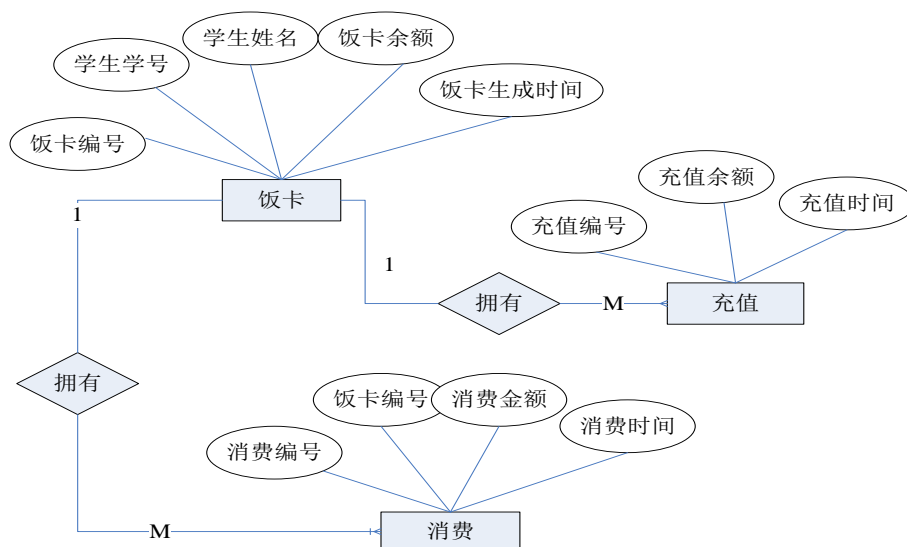 学生姓名
饭卡余额
学生学号
饭卡生成时间
饭卡编号
充值余额
饭卡
充值时间
1
充值编号
1
拥有
M
充值
拥有
饭卡编号
消费金额
消费时间
消费编号
M
消费